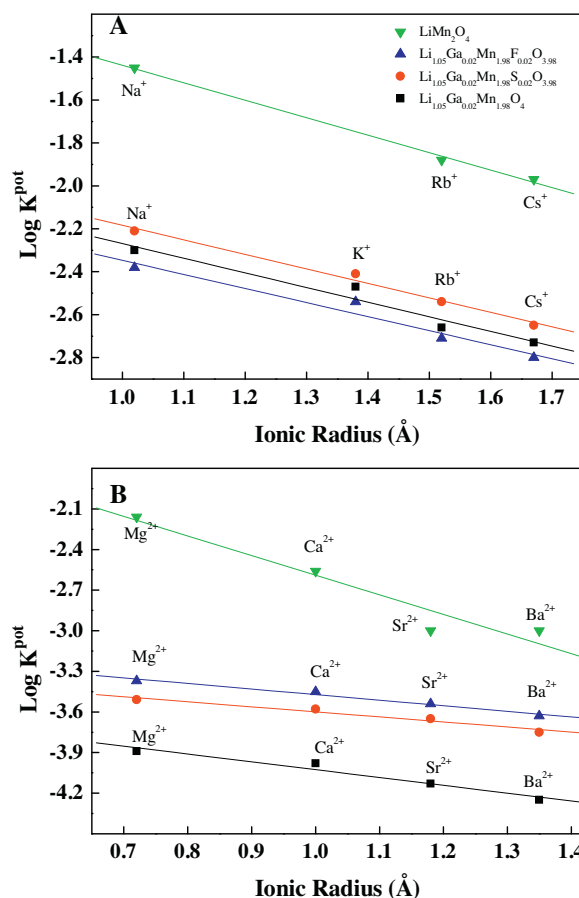 A
LiMn₂O₄
Li₁.₀₅Ga₀.₀₂Mn₁.₉₈F₀.₀₂O₃.₉₈
Li₁.₀₅Ga₀.₀₂Mn₁.₉₈S₀.₀₂O₃.₉₈
Li₁.₀₅Ga₀.₀₂Mn₁.₉₈O₄
-1.4
-1.6
-1.8
-2.0
-2.2
-2.4
-2.6
-2.8
Log K^pot
Na⁺
Rb⁺
Cs⁺
Na⁺
K⁺
Rb⁺
Cs⁺
1.0 1.1 1.2 1.3 1.4 1.5 1.6 1.7
Ionic Radius (Å)
B
-2.1
-2.4
-2.7
-3.0
-3.3
-3.6
-3.9
-4.2
Log K^pot
Mg²⁺
Ca²⁺
Sr²⁺
Ba²⁺
Mg²⁺
Ca²⁺
Sr²⁺
Ba²⁺
Mg²⁺
Ca²⁺
Sr²⁺
Ba²⁺
0.7 0.8 0.9 1.0 1.1 1.2 1.3 1.4
Ionic Radius (Å)